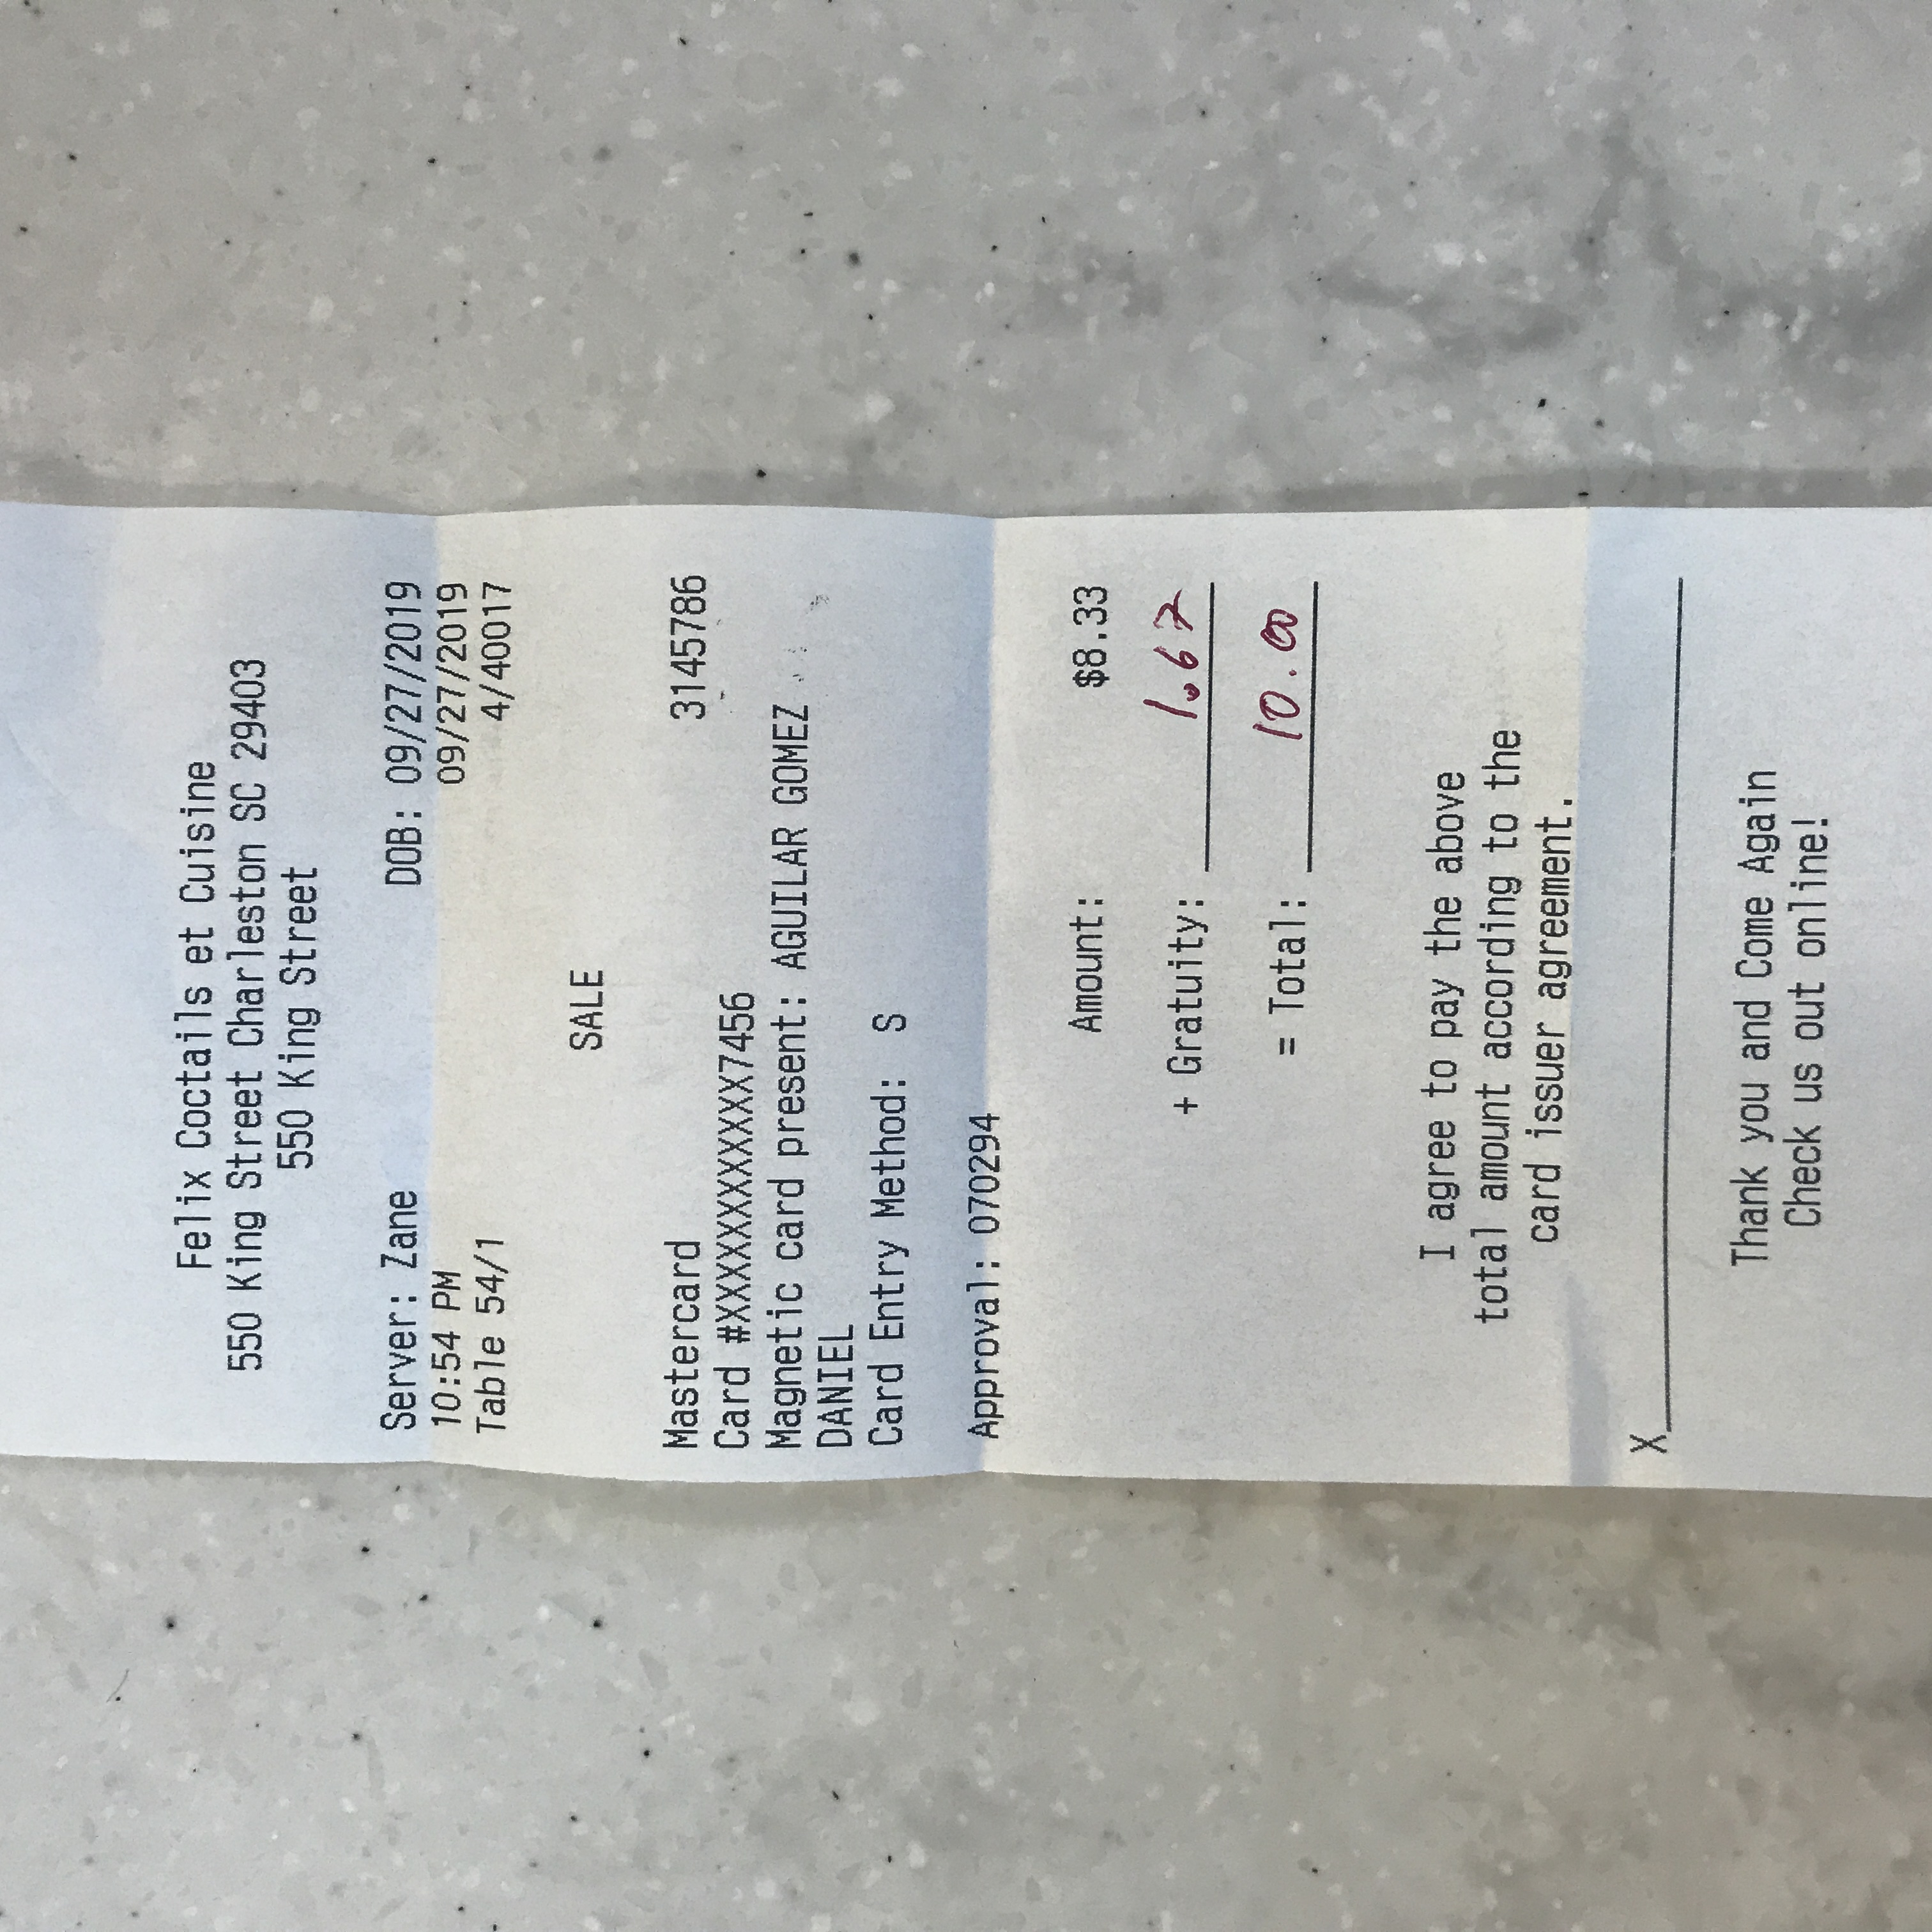 Felix Coctails et Cuisine
550 King Street Charleston SC 29403
550 King Street
Server: Zane DOB: 09/27/2019
10:54 PM 09/27/2019
Table 54/1 4/40017
SALE
Mastercard 3145786
Card #XXXXXXXXXXXX7456
Magnetic card present: AGUILAR GOMEZ
DANIEL
Card Entry Method: S
Approval: 070294
Amount: $8.33
+ Gratuity: 1.67
= Total: 10.00
I agree to pay the above
total amount according to the
card issuer agreement.
X
Thank you and Come Again
Check us out online!